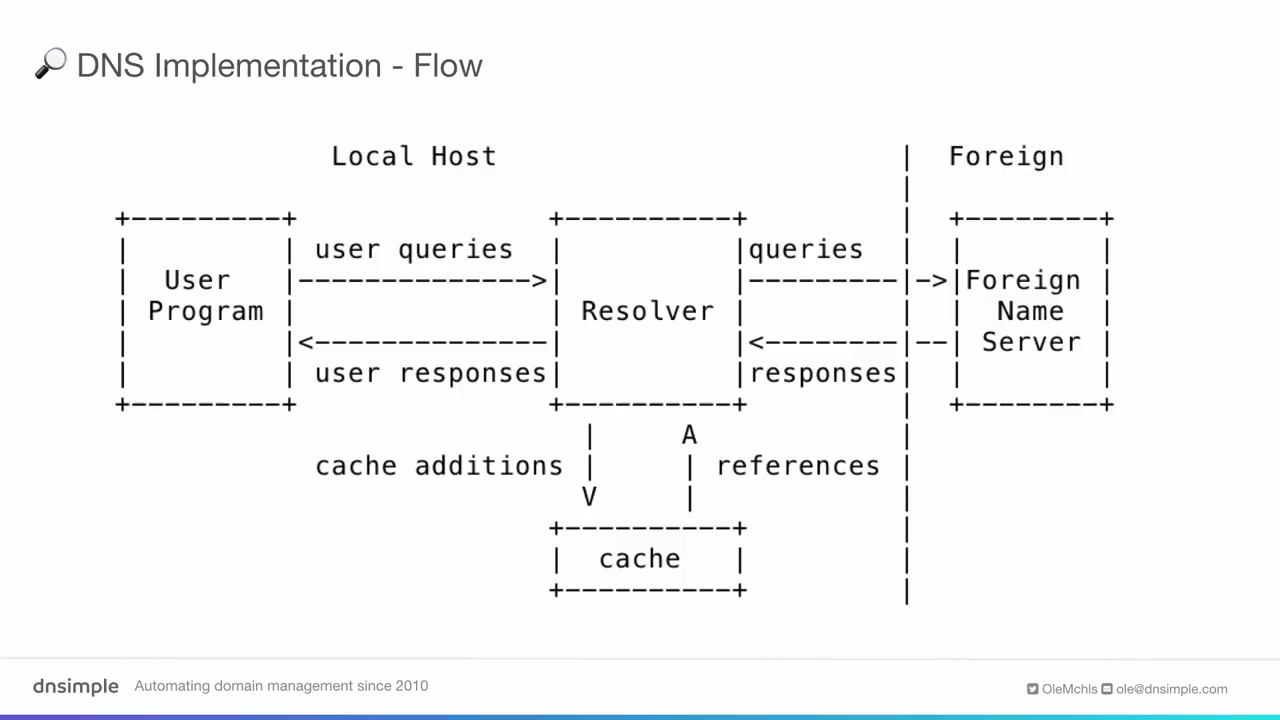 DNS Implementation - Flow
                  Local Host                        |  Foreign
                                                    |
+---------+               +----------+         |  +--------+
|         | user queries  |          |queries  |  |        |
|  User   |-------------->|          |---------|->|Foreign |
| Program |               | Resolver |         |  |  Name  |
|         |<--------------|          |<--------|--| Server |
|         | user responses|          |responses|  |        |
+---------+               +----------+         |  +--------+
                            |     A            |
            cache additions |     | references |
                            V     |            |
                          +----------+         |
                          |  cache   |         |
                          +----------+         |
dnsimple Automating domain management since 2010
OleMchls ole@dnsimple.com